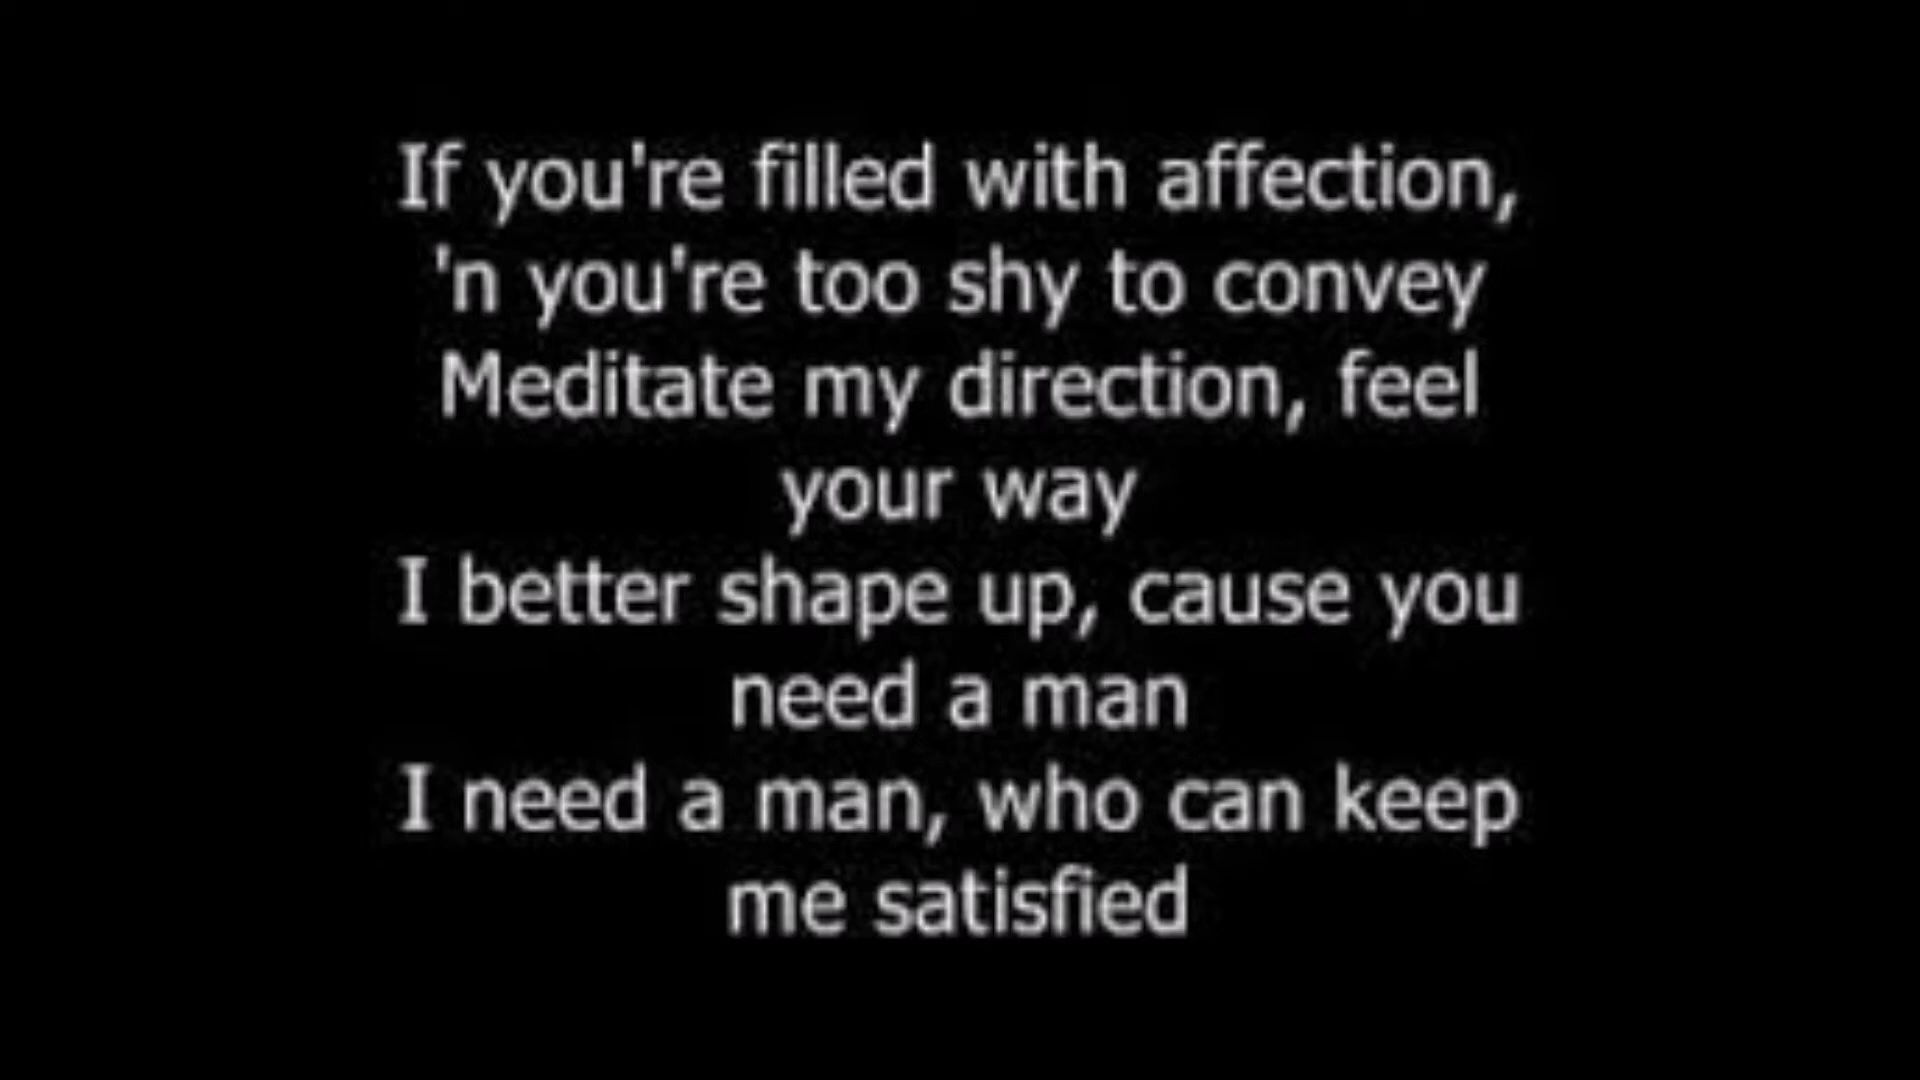 If you're filled with affection,
'n you're too shy to convey
Meditate my direction, feel
your way
I better shape up, cause you
need a man
I need a man, who can keep
me satisfied